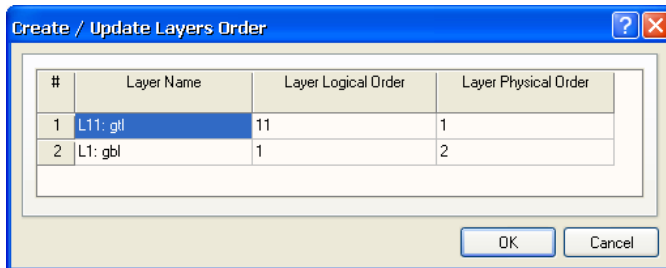 Create / Update Layers Order
# Layer Name Layer Logical Order Layer Physical Order
1 L11: gtl 11 1
2 L1: gbl 1 2
OK Cancel